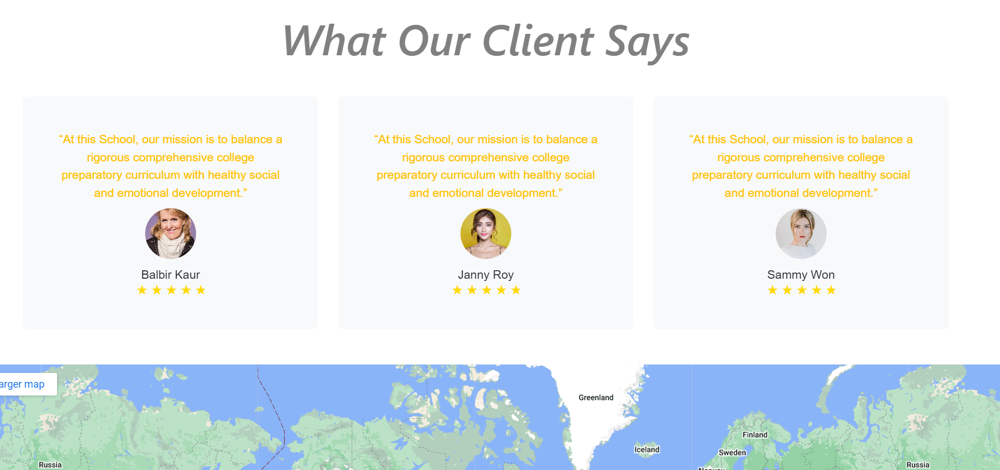 What Our Client Says
“At this School, our mission is to balance a
rigorous comprehensive college
preparatory curriculum with healthy social
and emotional development.”
Balbir Kaur
“At this School, our mission is to balance a
rigorous comprehensive college
preparatory curriculum with healthy social
and emotional development.”
Janny Roy
“At this School, our mission is to balance a
rigorous comprehensive college
preparatory curriculum with healthy social
and emotional development.”
Sammy Won
arger map
Greenland
Finland
Iceland
Sweden
Russia
Russia